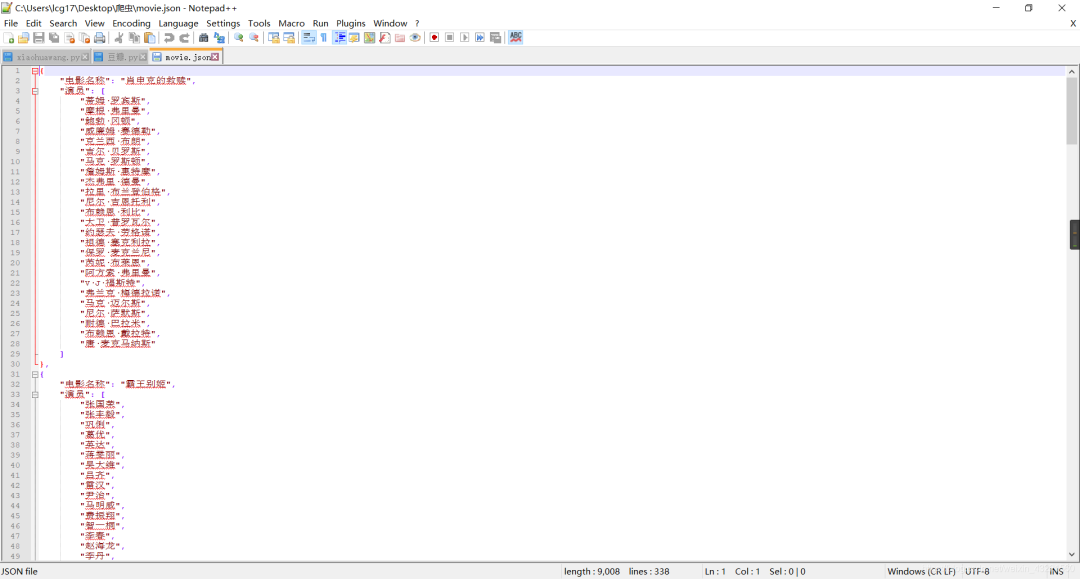 C:\Users\lcg17\Desktop\爬虫\movie.json - Notepad++
File Edit Search View Encoding Language Settings Tools Macro Run Plugins Window ? X
xiaohuawang.py 豆瓣.py movie.json
1 {
2 "电影名称": "肖申克的救赎",
3 "演员": [
4 "蒂姆·罗宾斯",
5 "摩根·弗里曼",
6 "鲍勃·冈顿",
7 "威廉姆·赛德勒",
8 "克兰西·布朗",
9 "吉尔·贝罗斯",
10 "马克·罗斯顿",
11 "詹姆斯·惠特摩",
12 "杰弗里·德曼",
13 "拉里·布兰登伯格",
14 "尼尔·吉恩托利",
15 "布赖恩·利比",
16 "大卫·普罗瓦尔",
17 "约瑟夫·劳格诺",
18 "祖德·塞克利拉",
19 "保罗·麦克兰尼",
20 "芮妮·布莱恩",
21 "阿方索·弗里曼",
22 "V·J·福斯特",
23 "弗兰克·梅德拉诺",
24 "马克·迈尔斯",
25 "尼尔·萨默斯",
26 "耐德·巴拉米",
27 "布赖恩·戴拉特",
28 "唐·麦克马纳斯"
29 ]
30 },
31 {
32 "电影名称": "霸王别姬",
33 "演员": [
34 "张国荣",
35 "张丰毅",
36 "巩俐",
37 "葛优",
38 "英达",
39 "蒋雯丽",
40 "吴大维",
41 "吕齐",
42 "雷汉",
43 "尹治",
44 "马明威",
45 "费振翔",
46 "智一桐",
47 "李春",
48 "赵海龙",
49 "李丹",
JSON file length : 9,008 lines : 338 Ln : 1 Col : 1 Sel : 0 | 0 Windows (CR LF) UTF-8 INS